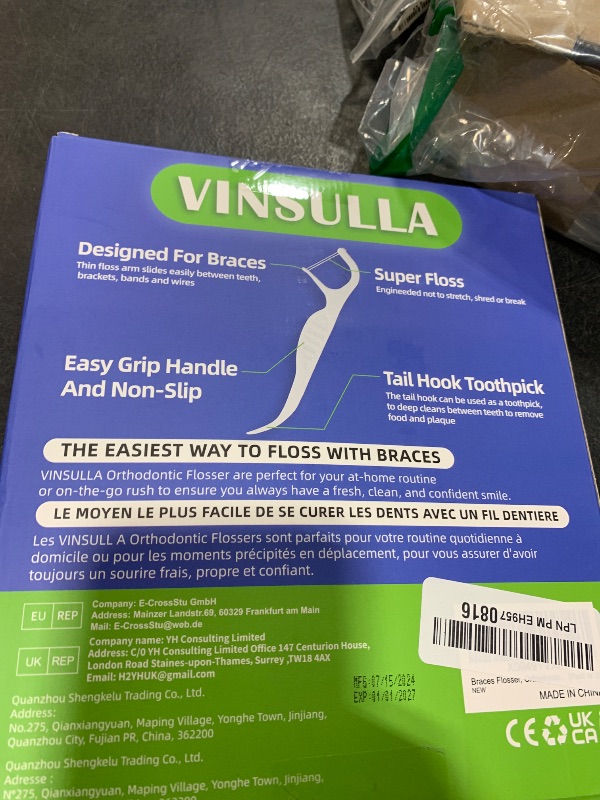 VINSULLA
Designed For Braces
Thin floss arm slides easily between teeth,
brackets, bands and wires
Super Floss
Engineeded not to stretch, shred or break
Easy Grip Handle
And Non-Slip
Tail Hook Toothpick
The tail hook can be used as a toothpick,
to deep cleans between teeth to remove
food and plaque
THE EASIEST WAY TO FLOSS WITH BRACES
VINSULLA Orthodontic Flosser are perfect for your at-home routine
or on-the-go rush to ensure you always have a fresh, clean, and confident smile.
LE MOYEN LE PLUS FACILE DE SE CURER LES DENTS AVEC UN FIL DENTIERE
Les VINSULL A Orthodontic Flossers sont parfaits pour votre routine quotidienne à
domicile ou pour les moments précipités en déplacement, pour vous assurer d'avoir
toujours un sourire frais, propre et confiant.
EU REP
Company: E-CrossStu GmbH
Address: Mainzer Landstr.69, 60329 Frankfurt am Main
Mail: E-CrossStu@web.de
UK REP
Company name: YH Consulting Limited
Address: C/0 YH Consulting Limited Office 147 Centurion House,
London Road Staines-upon-Thames, Surrey ,TW18 4AX
Email: H2YHUK@gmail.com
MFG:07/15/2024
EXP:01/01/2027
LPN PM EH957 0816
Braces Flosser,
NEW
MADE IN CHINA
CE UK CA
Quanzhou Shengkelu Trading Co., Ltd.
Address:
No.275, Qianxiangyuan, Maping Village, Yonghe Town, Jinjiang,
Quanzhou City, Fujian PR, China, 362200
Quanzhou Shengkelu Trading Co., Ltd.
Adresse :
N°275, Qianxiangyuan, Maping Village, Yonghe Town, Jinjiang,